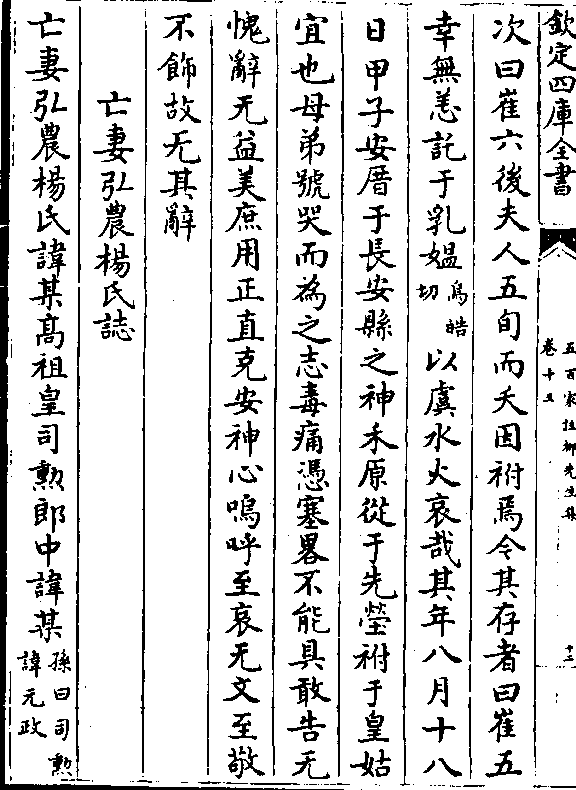 欽定四庫全書
五百家注柳先生集
卷十五
十二
次曰崔六後夫人五旬而夭因祔焉令其存者曰崔五
幸無恙託于乳媼烏皓切以虞水火哀哉其年八月十八
日甲子安厝于長安縣之神禾原從于先塋祔于皇姑
宜也母弟號哭而為之志毒痛憑塞畧不能具敢告无
愧辭无益美庶用正直克安神心嗚呼至哀无文至敬
不飾故无其辭
亡妻弘農楊氏誌
亡妻弘農楊氏諱某高祖皇司勲郎中諱某孫曰司勲諱元政